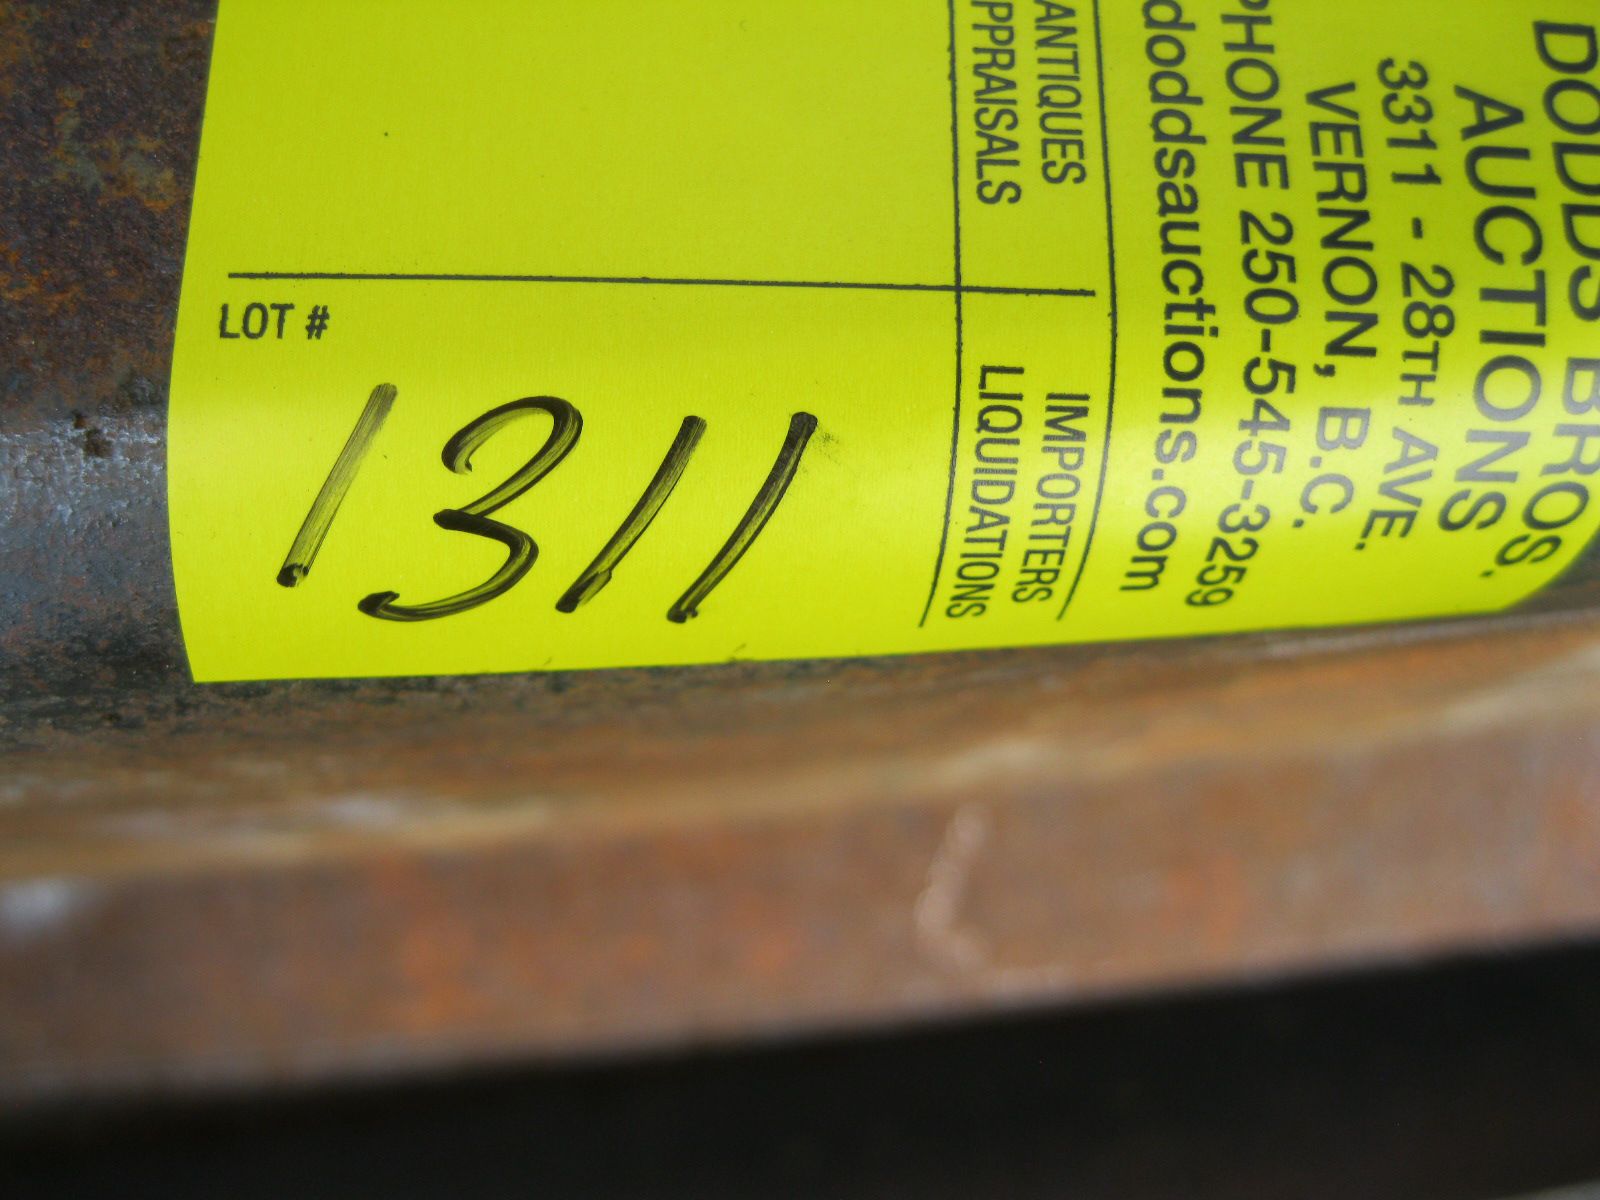 DODDS BROS.
AUCTIONS
3311 - 28TH AVE.
VERNON, B.C.
PHONE 250-545-3259
doddsauctions.com
ANTIQUES IMPORTERS
APPRAISALS LIQUIDATIONS
LOT #
1311